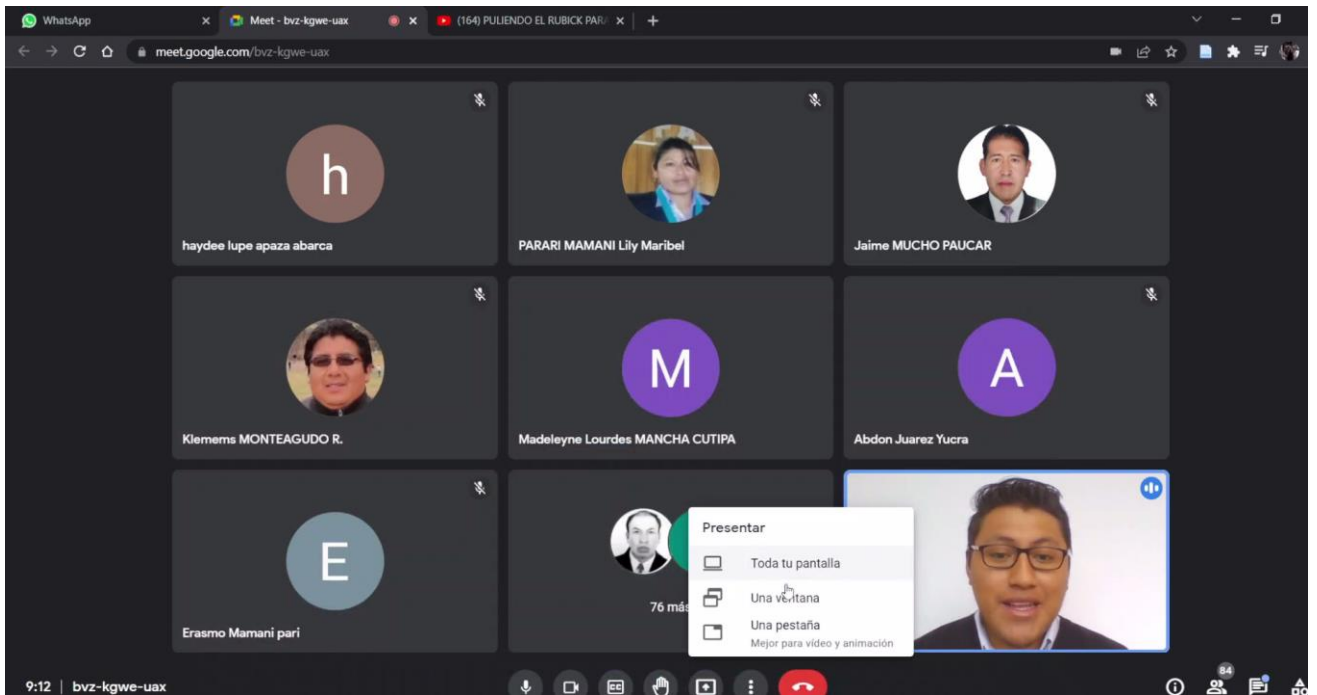 WhatsApp
Meet - bvz-kgwe-uax
(164) PULIENDO EL RUBICK PARA
meet.google.com/bvz-kgwe-uax
h
haydee lupe apaza abarca
PARARI MAMANI Lily Maribel
Jaime MUCHO PAUCAR
Klemems MONTEAGUDO R.
M
Madeleyne Lourdes MANCHA CUTIPA
A
Abdon Juarez Yucra
E
Erasmo Mamani pari
76 más
Presentar
Toda tu pantalla
Una ventana
Una pestaña
Mejor para vídeo y animación
9:12 | bvz-kgwe-uax
CC
84